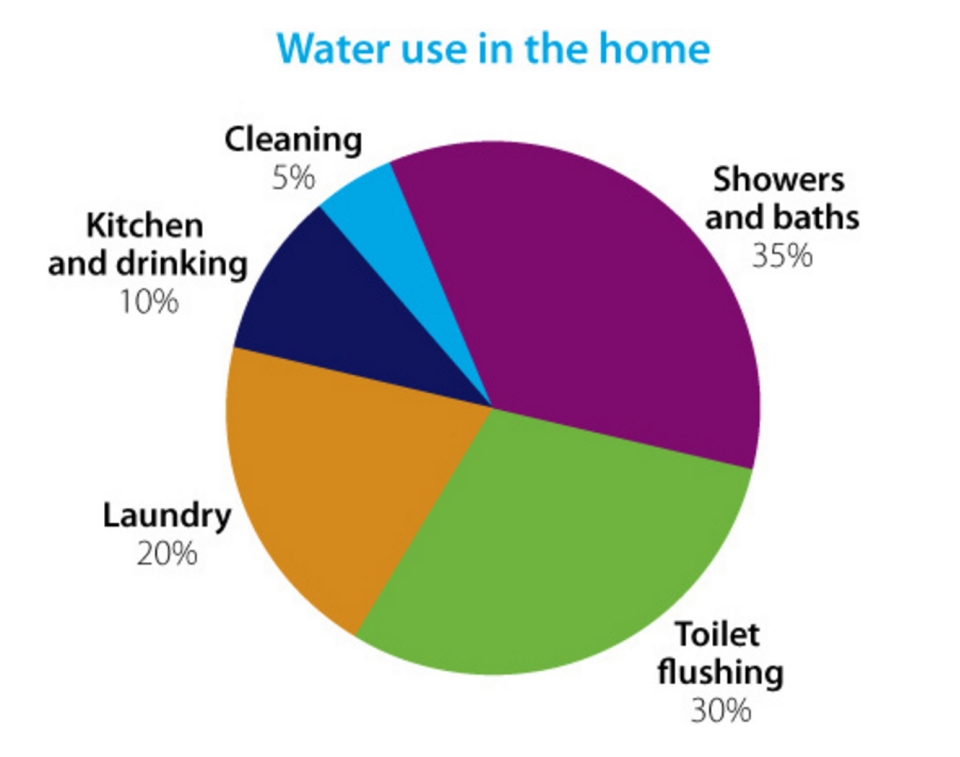 Water use in the home
Cleaning
5%
Showers
and baths
35%
Kitchen
and drinking
10%
Laundry
20%
Toilet
flushing
30%